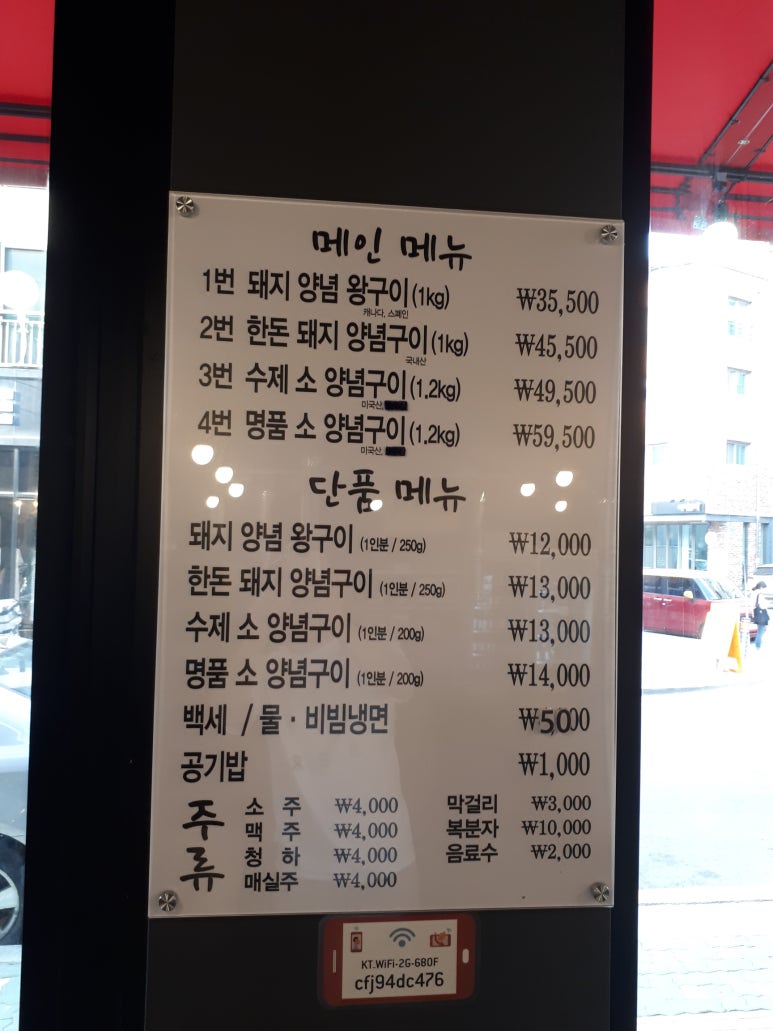 메인 메뉴
1번 돼지 양념 왕구이(1kg) ₩35,500
캐나다, 스페인
2번 한돈 돼지 양념구이(1kg) ₩45,500
국내산
3번 수제 소 양념구이(1.2kg) ₩49,500
미국산,
4번 명품 소 양념구이(1.2kg) ₩59,500
미국산,
단품 메뉴
돼지 양념 왕구이 (1인분 / 250g) ₩12,000
한돈 돼지 양념구이 (1인분 / 250g) ₩13,000
수제 소 양념구이 (1인분 / 200g) ₩13,000
명품 소 양념구이 (1인분 / 200g) ₩14,000
백세 / 물 · 비빔냉면 ₩5000
공기밥 ₩1,000
주류
소 주 ₩4,000 막걸리 ₩3,000
맥 주 ₩4,000 복분자 ₩10,000
청 하 ₩4,000 음료수 ₩2,000
매실주 ₩4,000
KT.WiFi-2G-680F
cfj94dc476